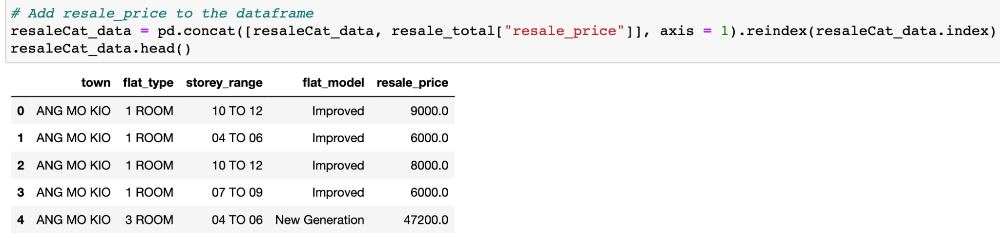 # Add resale_price to the dataframe
resaleCat_data = pd.concat([resaleCat_data, resale_total["resale_price"]], axis = 1).reindex(resaleCat_data.index)
resaleCat_data.head()
town flat_type storey_range flat_model resale_price
0 ANG MO KIO 1 ROOM 10 TO 12 Improved 9000.0
1 ANG MO KIO 1 ROOM 04 TO 06 Improved 6000.0
2 ANG MO KIO 1 ROOM 10 TO 12 Improved 8000.0
3 ANG MO KIO 1 ROOM 07 TO 09 Improved 6000.0
4 ANG MO KIO 3 ROOM 04 TO 06 New Generation 47200.0